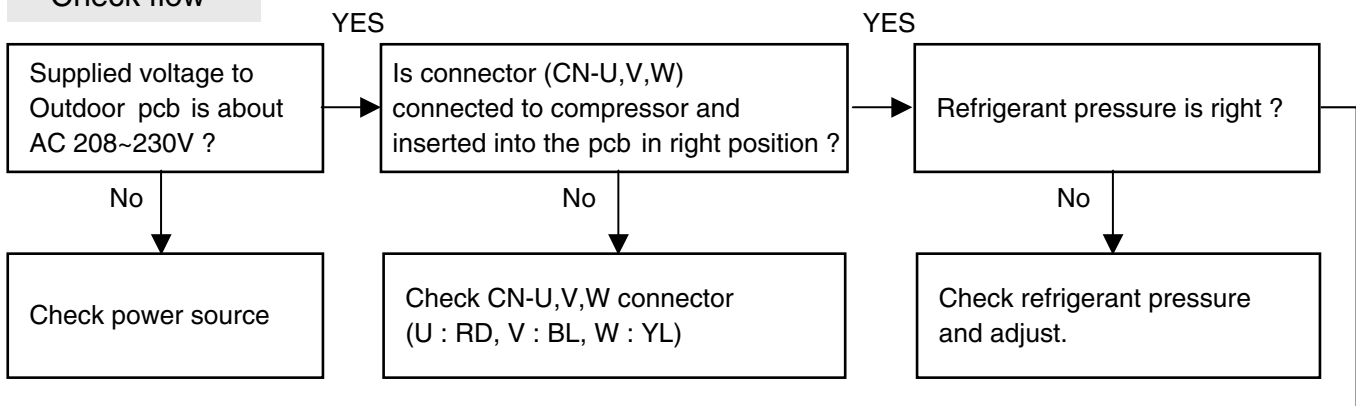 Check flow
YES
YES
Supplied voltage to
Outdoor pcb is about
AC 208~230V ?
Is connector (CN-U,V,W)
connected to compressor and
inserted into the pcb in right position ?
Refrigerant pressure is right ?
No
No
No
Check power source
Check CN-U,V,W connector
(U : RD, V : BL, W : YL)
Check refrigerant pressure
and adjust.